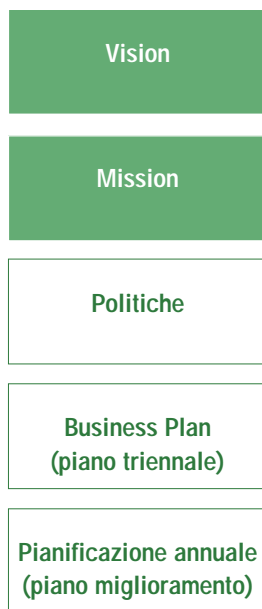 Vision
Mission
Politiche
Business Plan
(piano triennale)
Pianificazione annuale
(piano miglioramento)